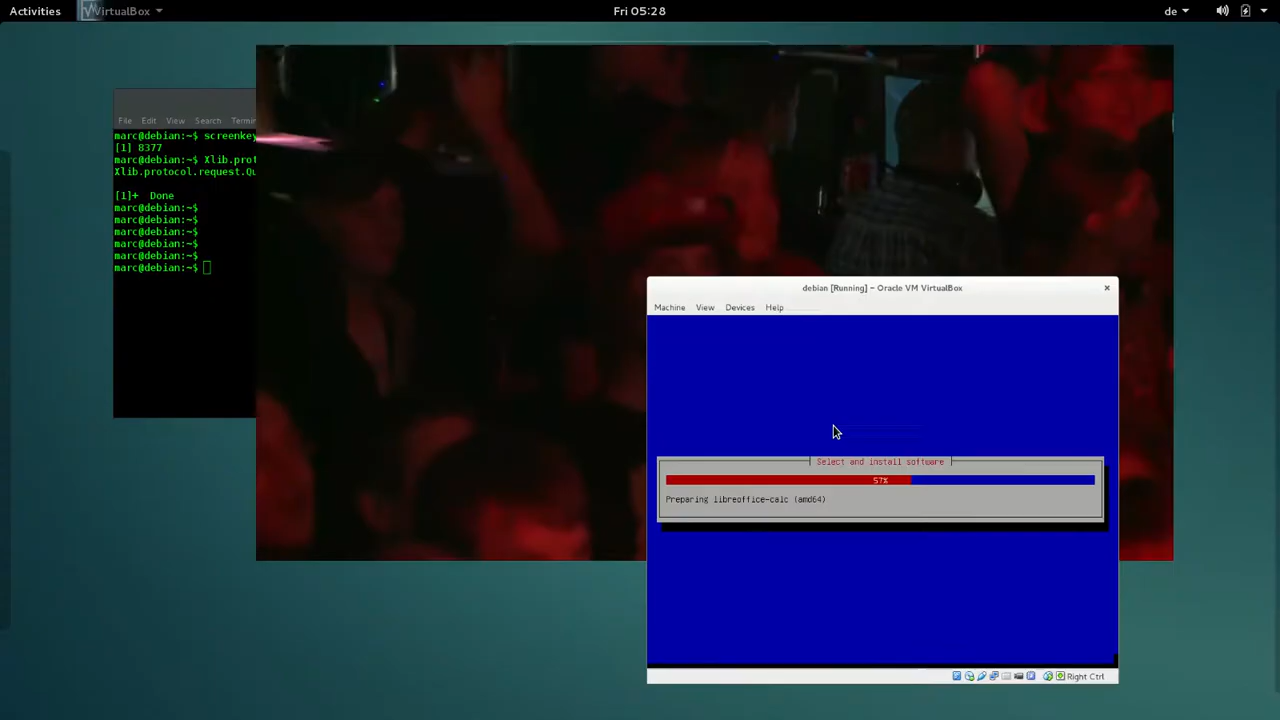 Activities
VirtualBox
Fri 05:28
de
File Edit View Search Termin
marc@debian:~$ screenkey
[1] 8377
marc@debian:~$ Xlib.prot
Xlib.protocol.request.Qu
[1]+ Done
marc@debian:~$
marc@debian:~$
marc@debian:~$
marc@debian:~$
marc@debian:~$
marc@debian:~$
debian [Running] – Oracle VM VirtualBox
Machine View Devices Help
Select and install software
57%
Preparing libreoffice-calc (amd64)
Right Ctrl